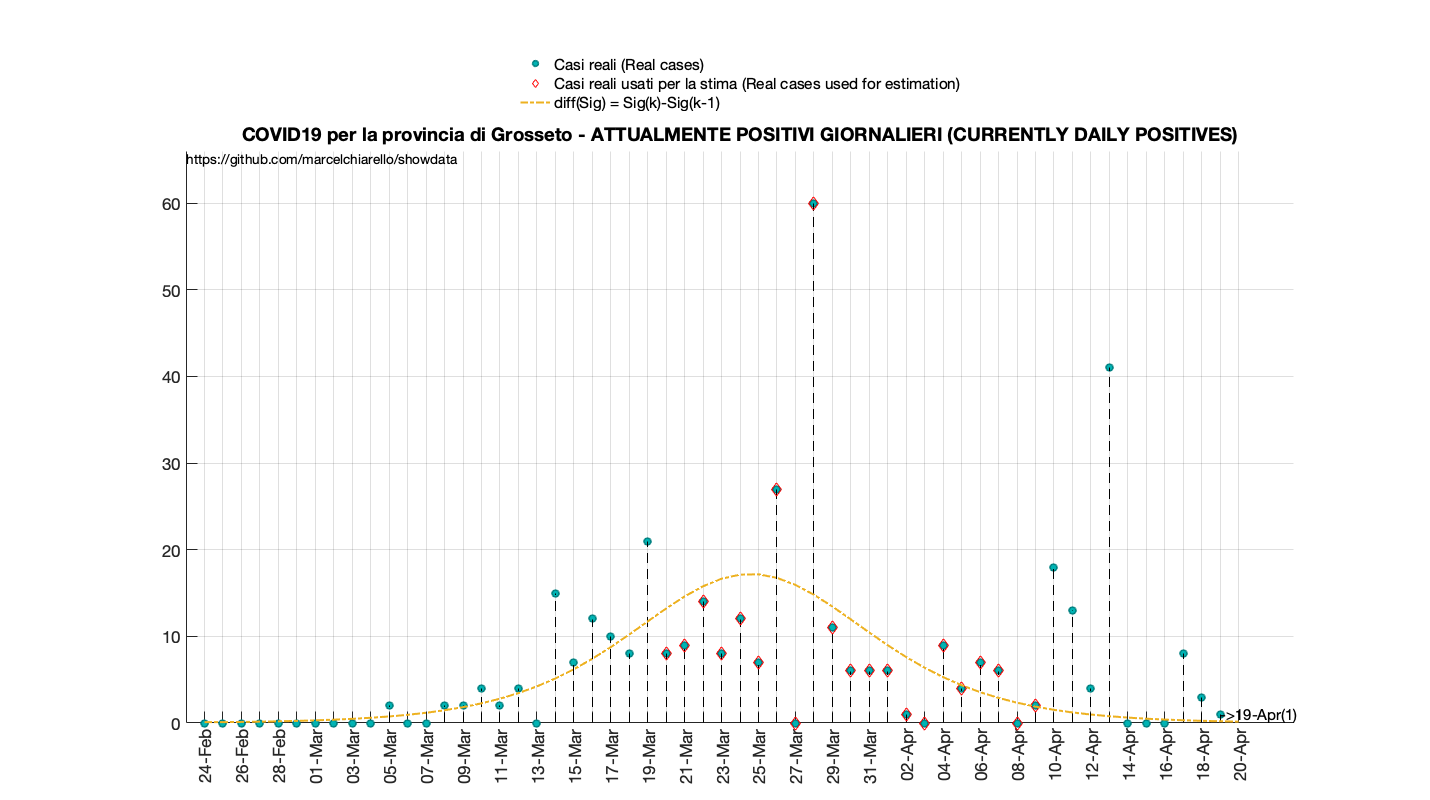 Casi reali (Real cases)
Casi reali usati per la stima (Real cases used for estimation)
diff(Sig) = Sig(k)-Sig(k-1)
COVID19 per la provincia di Grosseto - ATTUALMENTE POSITIVI GIORNALIERI (CURRENTLY DAILY POSITIVES)
https://github.com/marcelchiarello/showdata
60
50
40
30
20
10
0
>19-Apr(1)
24-Feb
26-Feb
28-Feb
01-Mar
03-Mar
05-Mar
07-Mar
09-Mar
11-Mar
13-Mar
15-Mar
17-Mar
19-Mar
21-Mar
23-Mar
25-Mar
27-Mar
29-Mar
31-Mar
02-Apr
04-Apr
06-Apr
08-Apr
10-Apr
12-Apr
14-Apr
16-Apr
18-Apr
20-Apr